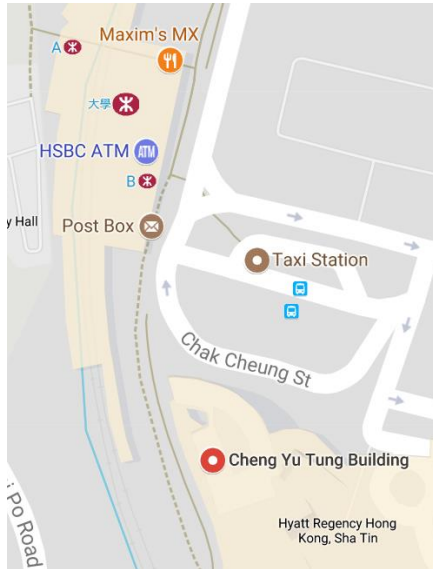 Maxim's MX
A
大學
HSBC ATM
ATM
B
y Hall
Post Box
Taxi Station
Chak Cheung St
Cheng Yu Tung Building
Hyatt Regency Hong
Kong, Sha Tin
i Po Road